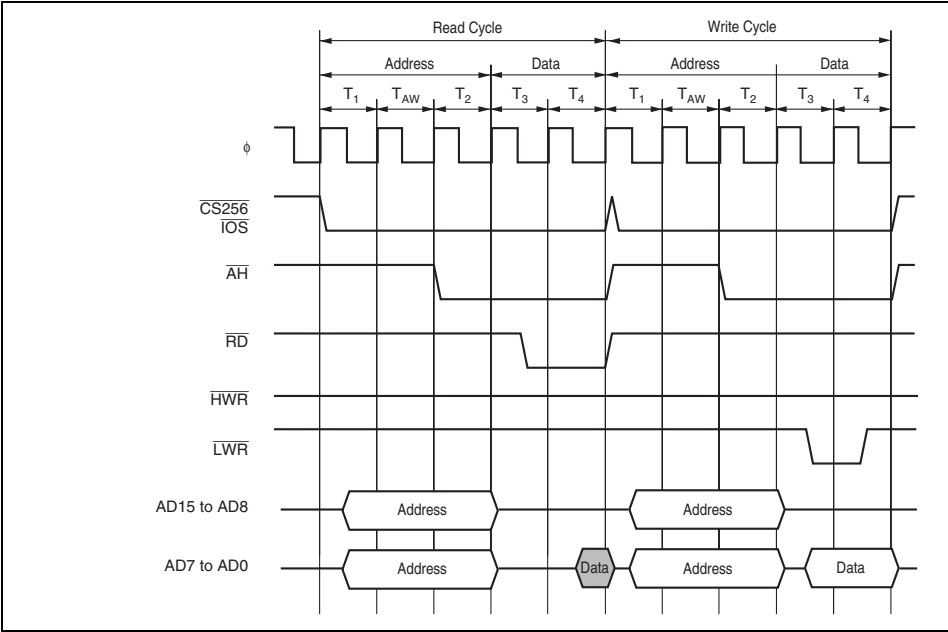 Read Cycle Write Cycle
Address Data Address Data
T1 TAW T2 T3 T4 T1 TAW T2 T3 T4
ϕ
CS256
IOS
AH
RD
HWR
LWR
AD15 to AD8 Address Address
AD7 to AD0 Address Data Address Data